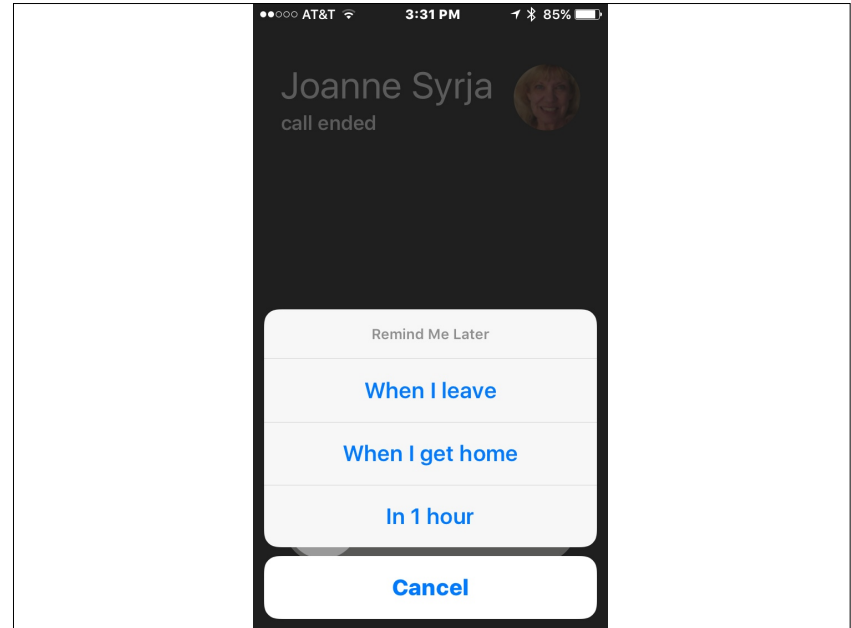 AT&T 3:31 PM 85%
Joanne Syrja
call ended
Remind Me Later
When I leave
When I get home
In 1 hour
Cancel